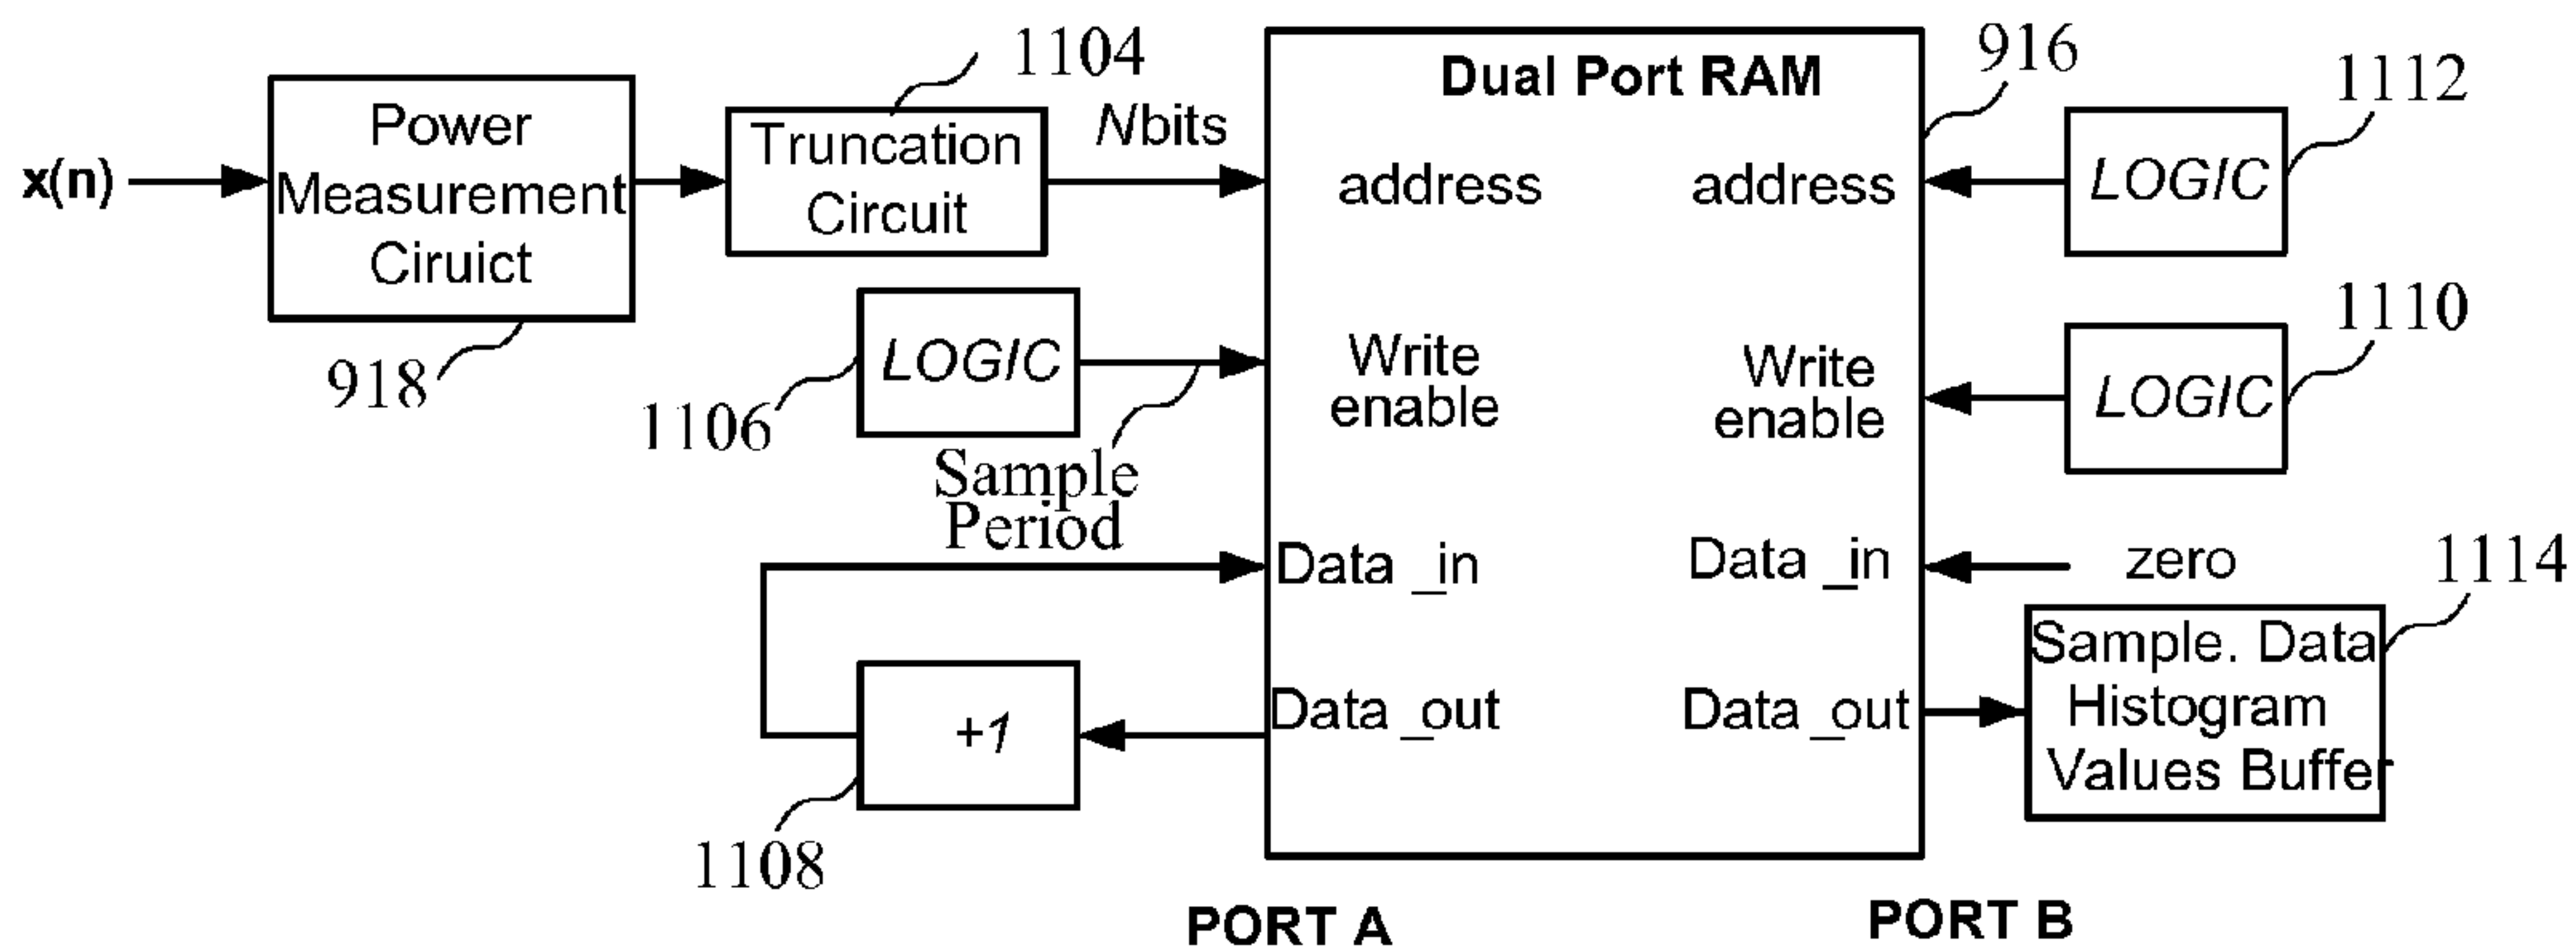 x(n)
Power
Measurement
Ciruict
918
1104
Truncation
Circuit
Nbits
LOGIC
1106
Sample
Period
+1
1108
Dual Port RAM
address
Write
enable
Data _in
Data _out
address
Write
enable
Data _in
Data _out
916
1112
LOGIC
1110
LOGIC
zero
1114
Sample. Data
Histogram
Values Buffer
PORT A
PORT B